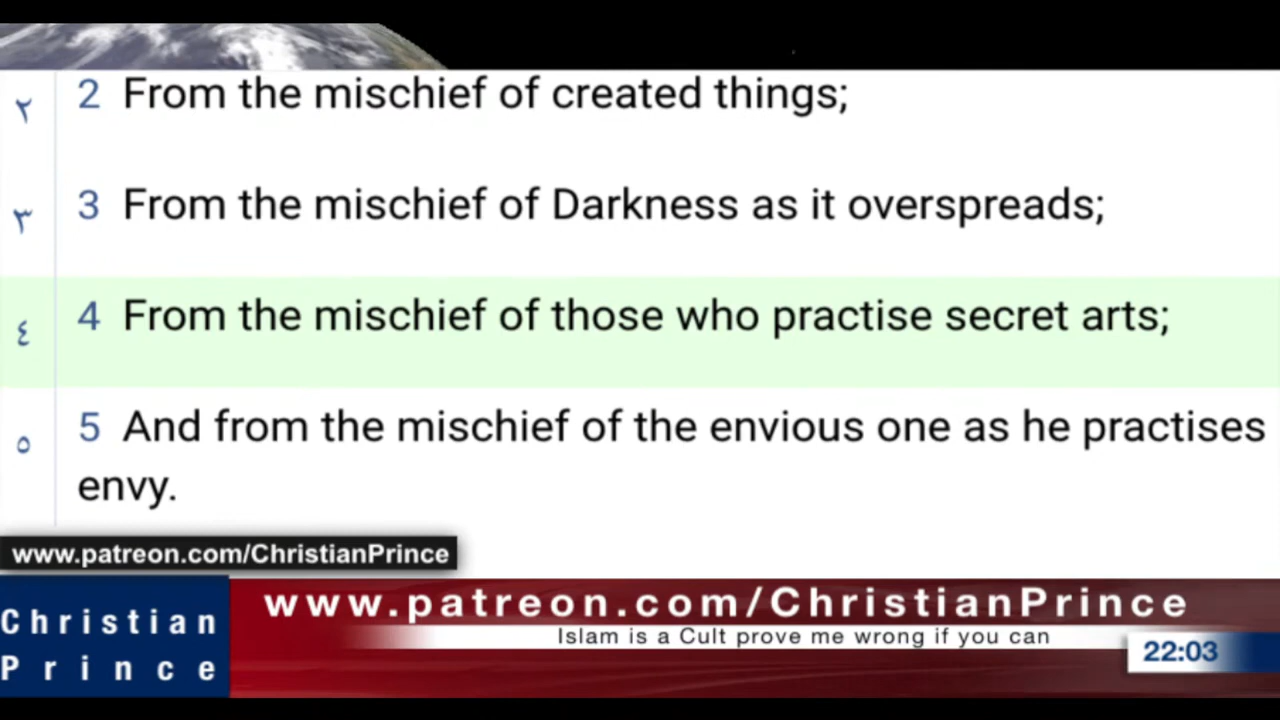 ٢ 2 From the mischief of created things;
٣ 3 From the mischief of Darkness as it overspreads;
٤ 4 From the mischief of those who practise secret arts;
٥ 5 And from the mischief of the envious one as he practises
envy.
www.patreon.com/ChristianPrince
www.patreon.com/ChristianPrince
Islam is a Cult prove me wrong if you can
Christian
Prince
22:03